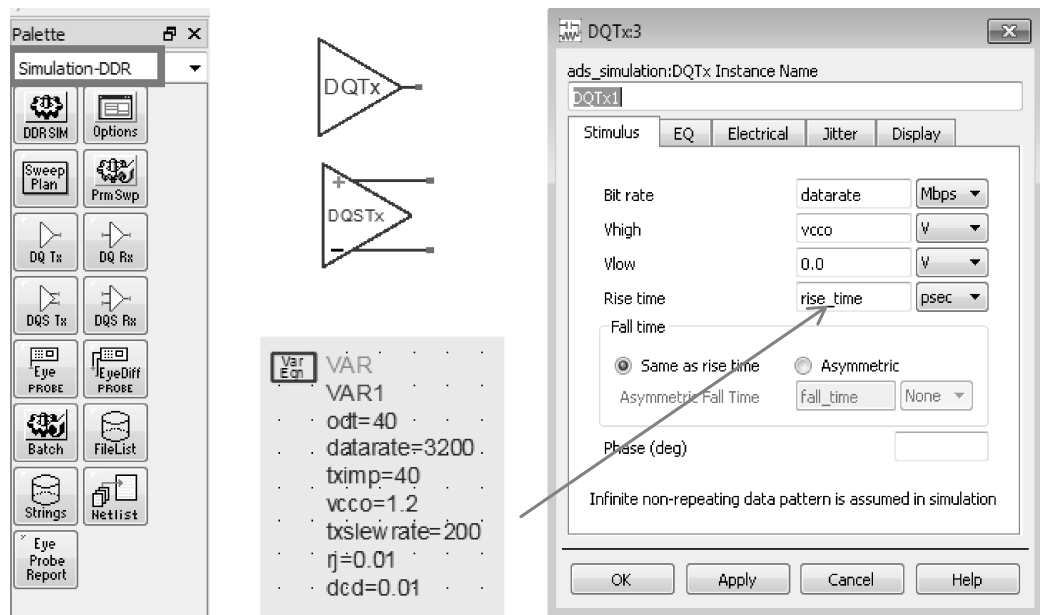 Palette
Simulation-DDR
DDR SIM
Options
Sweep
Plan
PrmSwp
DQ Tx
DQ Rx
DQS Tx
DQS Rx
Eye
PROBE
EyeDiff
PROBE
Batch
FileList
Strings
Netlist
Eye
Probe
Report
DQTx
+
DQSTx
−
Var
Eqn
VAR
VAR1
odt=40
datarate=3200
tximp=40
vcco=1.2
txslewrate=200
rj=0.01
dcd=0.01
DQTx:3
ads_simulation:DQTx Instance Name
DQTx1
Stimulus EQ Electrical Jitter Display
Bit rate datarate Mbps
Vhigh vcco V
Vlow 0.0 V
Rise time rise_time psec
Fall time
Same as rise time Asymmetric
Asymmetric Fall Time fall_time None
Phase (deg)
Infinite non-repeating data pattern is assumed in simulation
OK Apply Cancel Help